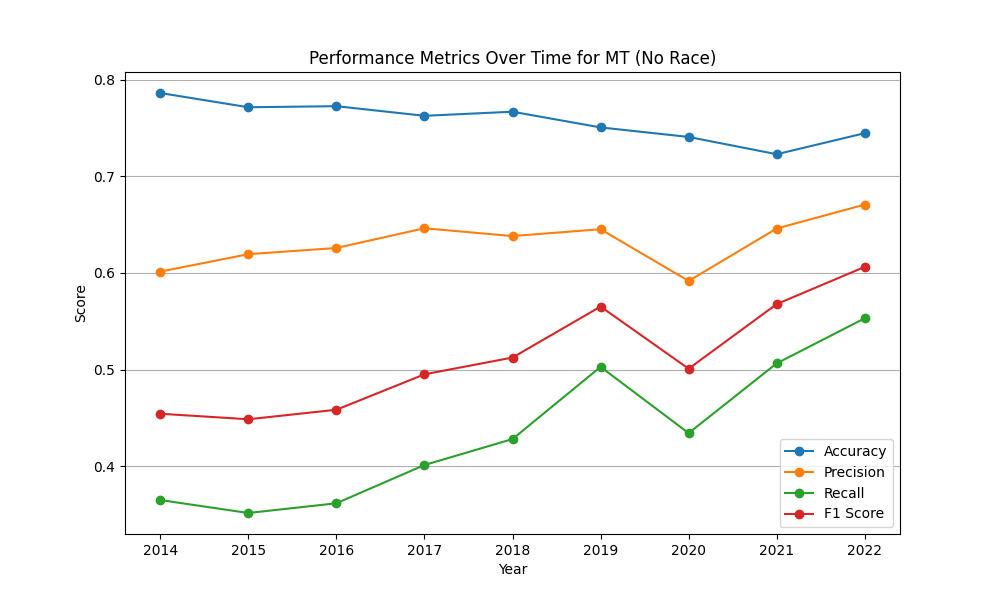 Performance Metrics Over Time for MT (No Race)
0.8
0.7
0.6
0.5
0.4
Score
2014 2015 2016 2017 2018 2019 2020 2021 2022
Year
Accuracy
Precision
Recall
F1 Score